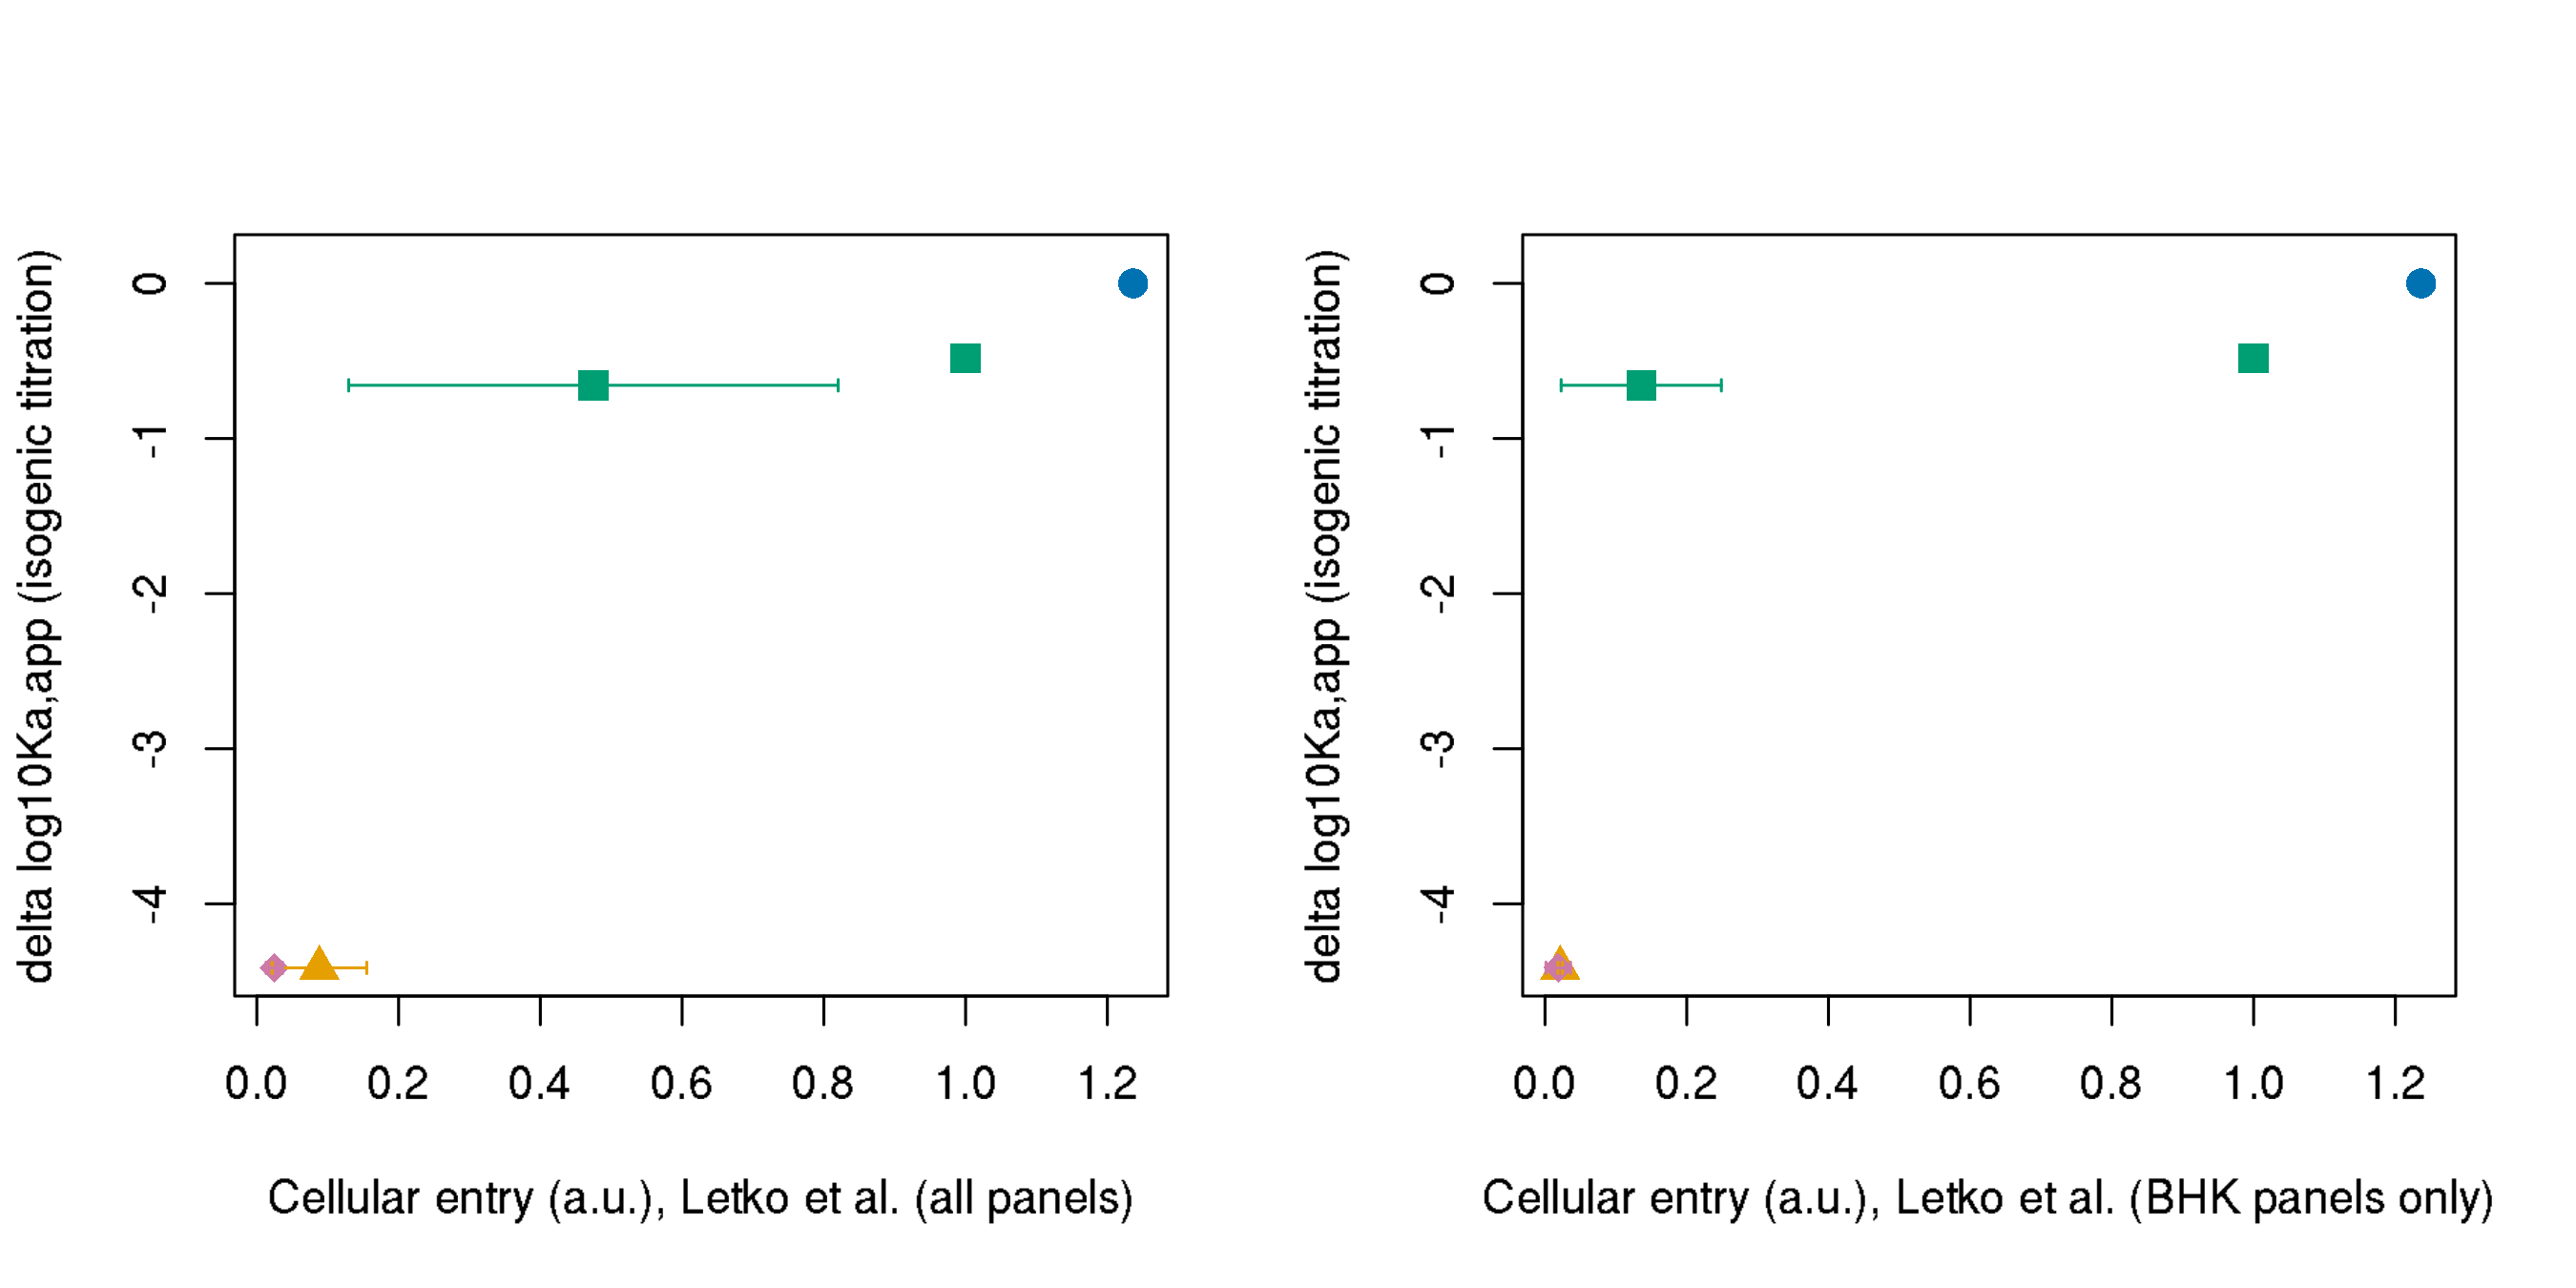 delta log10Ka,app (isogenic titration)
0
-1
-2
-3
-4
0.0 0.2 0.4 0.6 0.8 1.0 1.2
Cellular entry (a.u.), Letko et al. (all panels)
delta log10Ka,app (isogenic titration)
0
-1
-2
-3
-4
0.0 0.2 0.4 0.6 0.8 1.0 1.2
Cellular entry (a.u.), Letko et al. (BHK panels only)